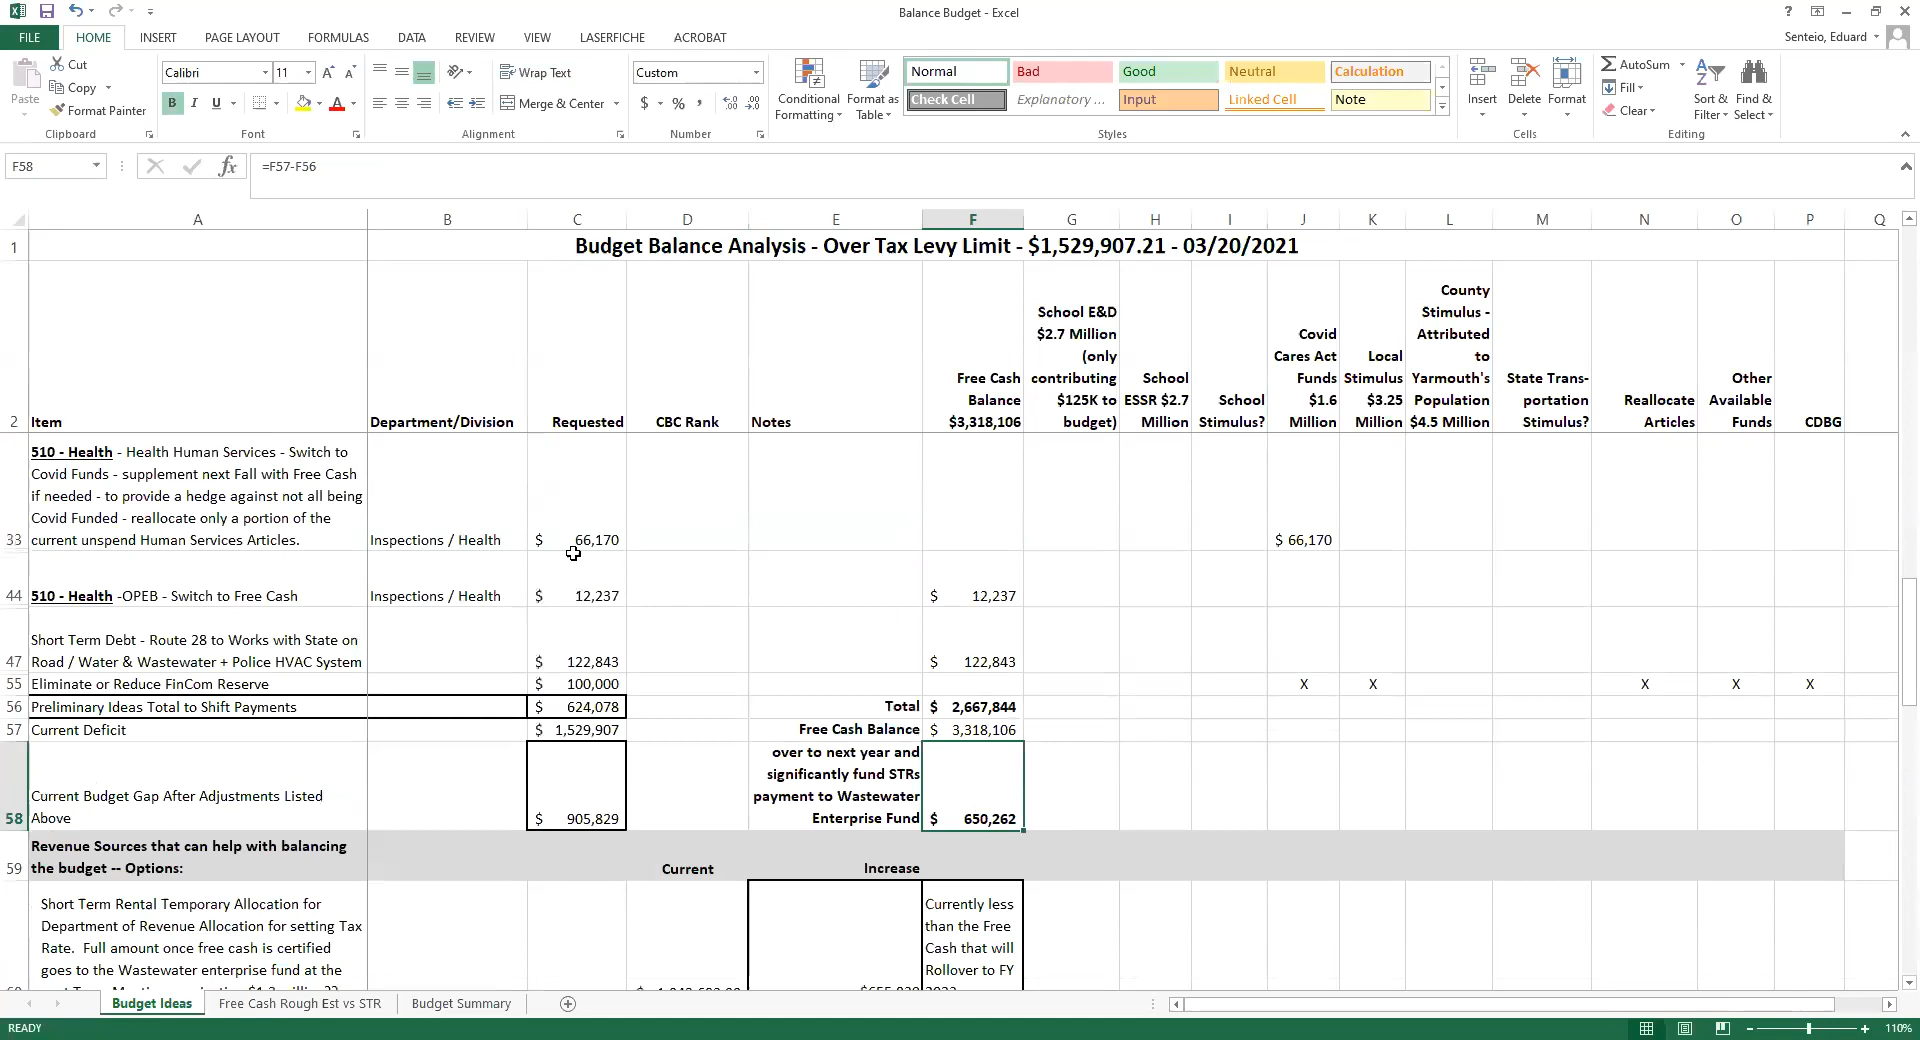 Balance Budget - Excel
?
FILE HOME INSERT PAGE LAYOUT FORMULAS DATA REVIEW VIEW LASERFICHE ACROBAT
Senteio, Eduard
Paste
Cut
Copy
Format Painter
Clipboard
Calibri 11
B I U
Font
Wrap Text
Merge & Center
Alignment
Custom
$ % ,
Number
Conditional Formatting
Format as Table
Normal Bad Good Neutral Calculation
Check Cell Explanatory ... Input Linked Cell Note
Styles
Insert Delete Format
Cells
AutoSum
Fill
Clear
Sort & Filter
Find & Select
Editing
F58 fx =F57-F56
A B C D E F G H I J K L M N O P Q
1 Budget Balance Analysis - Over Tax Levy Limit - $1,529,907.21 - 03/20/2021
2 Item
Department/Division
Requested
CBC Rank
Notes
Free Cash
Balance
$3,318,106
School E&D
$2.7 Million
(only
contributing
$125K to
budget)
School
ESSR $2.7
Million
School
Stimulus?
Covid
Cares Act
Funds
$1.6
Million
Local
Stimulus
$3.25
Million
County
Stimulus -
Attributed
to
Yarmouth's
Population
$4.5 Million
State Trans-
portation
Stimulus?
Reallocate
Articles
Other
Available
Funds
CDBG
510 - Health - Health Human Services - Switch to
Covid Funds - supplement next Fall with Free Cash
if needed - to provide a hedge against not all being
Covid Funded - reallocate only a portion of the
33 current unspend Human Services Articles. Inspections / Health $ 66,170 $ 66,170
44 510 - Health -OPEB - Switch to Free Cash Inspections / Health $ 12,237 $ 12,237
Short Term Debt - Route 28 to Works with State on
47 Road / Water & Wastewater + Police HVAC System $ 122,843 $ 122,843
55 Eliminate or Reduce FinCom Reserve $ 100,000 X X X X X
56 Preliminary Ideas Total to Shift Payments $ 624,078 Total $ 2,667,844
57 Current Deficit $ 1,529,907 Free Cash Balance $ 3,318,106
over to next year and
significantly fund STRs
Current Budget Gap After Adjustments Listed payment to Wastewater
58 Above $ 905,829 Enterprise Fund $ 650,262
Revenue Sources that can help with balancing
59 the budget -- Options: Current Increase
Short Term Rental Temporary Allocation for Currently less
Department of Revenue Allocation for setting Tax than the Free
Rate. Full amount once free cash is certified Cash that will
goes to the Wastewater enterprise fund at the Rollover to FY
Budget Ideas Free Cash Rough Est vs STR Budget Summary
READY
110%